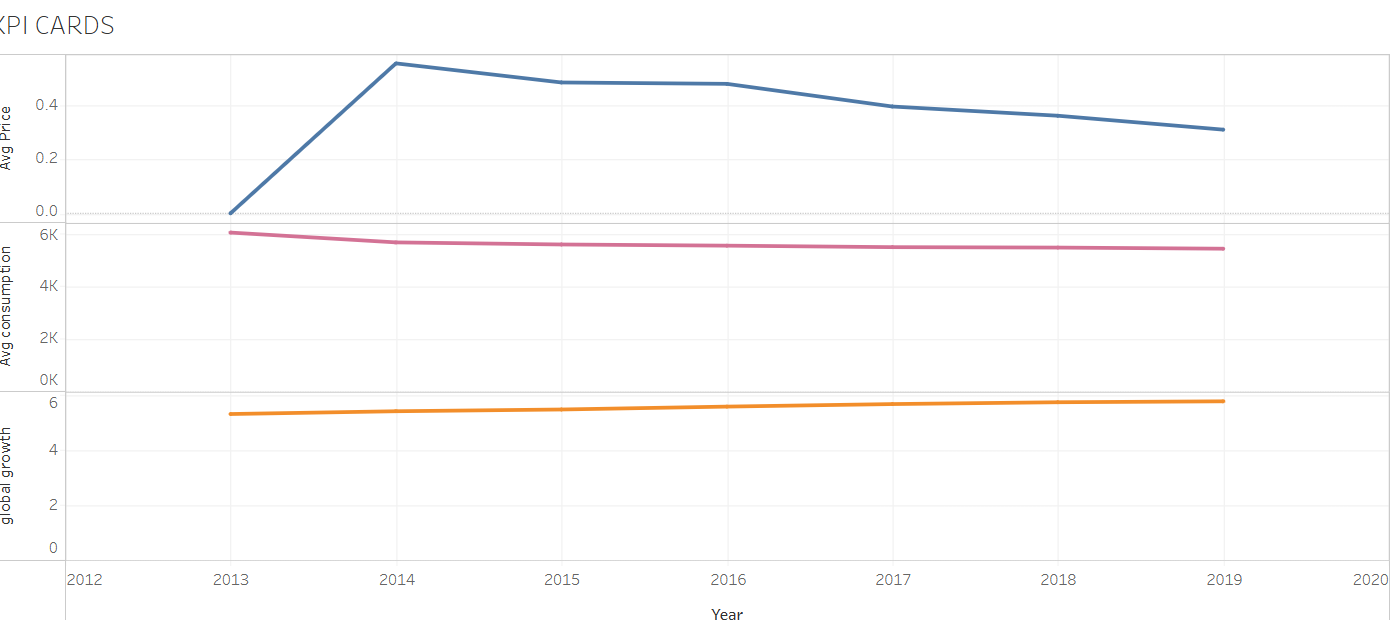 KPI CARDS
Avg Price
0.4
0.2
0.0
Avg consumption
6K
4K
2K
0K
global growth
6
4
2
0
2012 2013 2014 2015 2016 2017 2018 2019 2020
Year